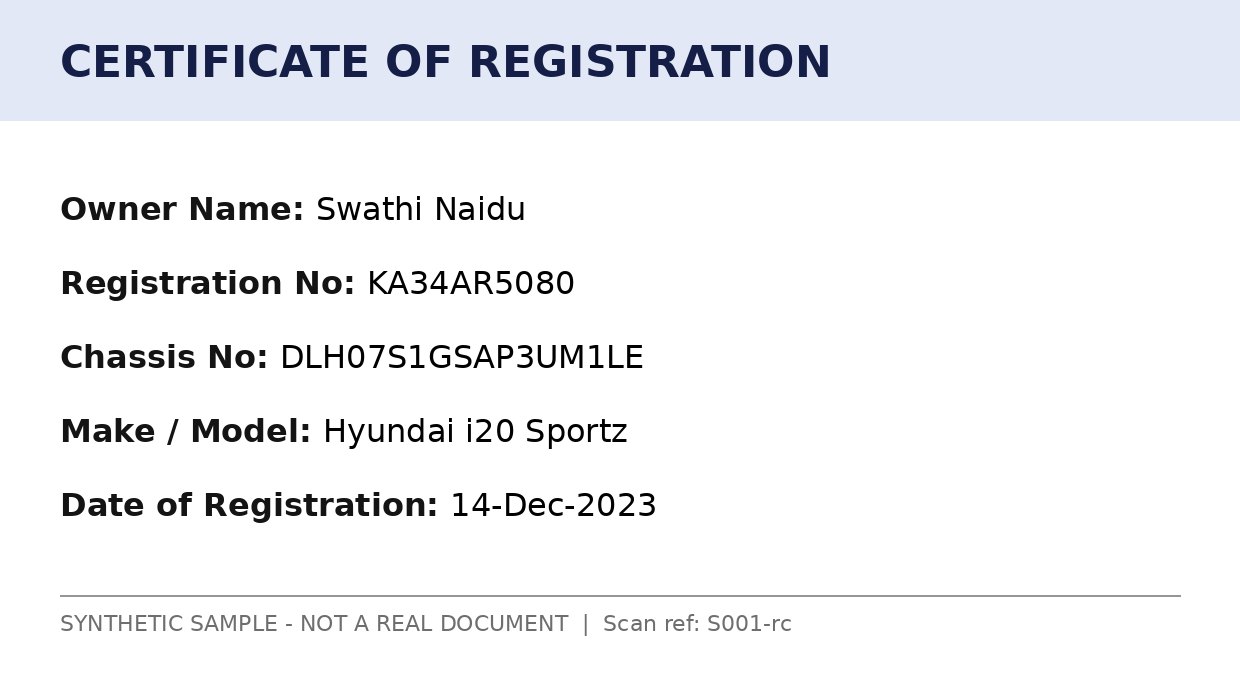 CERTIFICATE OF REGISTRATION
Owner Name: Swathi Naidu
Registration No: KA34AR5080
Chassis No: DLH07S1GSAP3UM1LE
Make / Model: Hyundai i20 Sportz
Date of Registration: 14-Dec-2023
SYNTHETIC SAMPLE - NOT A REAL DOCUMENT | Scan ref: S001-rc